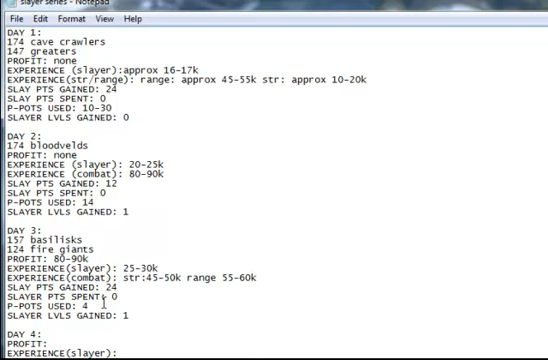 slayer series - Notepad
File Edit Format View Help
DAY 1:
174 cave crawlers
147 greaters
PROFIT: none
EXPERIENCE (slayer):approx 16-17k
EXPERIENCE(str/range): range: approx 45-55k str: approx 10-20k
SLAY PTS GAINED: 24
SLAY PTS SPENT: 0
P-POTS USED: 10-30
SLAYER LVLS GAINED: 0
DAY 2:
174 bloodvelds
PROFIT: none
EXPERIENCE (slayer): 20-25k
EXPERIENCE (combat): 80-90k
SLAY PTS GAINED: 12
SLAY PTS SPENT: 0
P-POTS USED: 14
SLAYER LVLS GAINED: 1
DAY 3:
157 basilisks
124 fire giants
PROFIT: 80-90k
EXPERIENCE(slayer): 25-30k
EXPERIENCE(combat): str:45-50k range 55-60k
SLAY PTS GAINED: 24
SLAYER PTS SPENT: 0
P-POTS USED: 4
SLAYER LVLS GAINED: 1
DAY 4:
PROFIT:
EXPERIENCE(slayer):